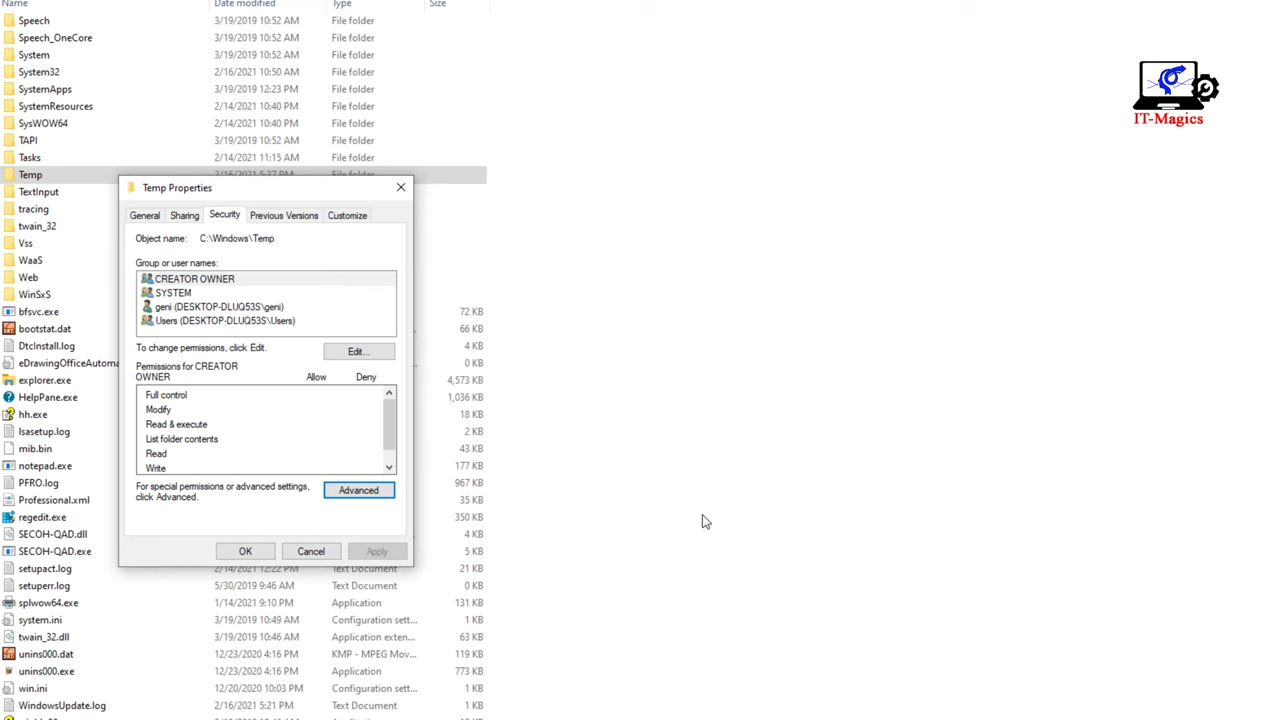 Name Date modified Type Size
Speech 3/19/2019 10:52 AM File folder
Speech_OneCore 3/19/2019 10:52 AM File folder
System 3/19/2019 10:52 AM File folder
System32 2/16/2021 10:50 AM File folder
SystemApps 3/19/2019 12:23 PM File folder
SystemResources 2/14/2021 10:40 PM File folder
SysWOW64 2/14/2021 10:40 PM File folder
TAPI 3/19/2019 10:52 AM File folder
Tasks 2/14/2021 11:15 AM File folder
Temp 2/16/2021 5:37 PM File folder
TextInput
tracing
twain_32
Vss
WaaS
Web
WinSxS
bfsvc.exe 72 KB
bootstat.dat 66 KB
DtcInstall.log 4 KB
eDrawingOfficeAutoma 0 KB
explorer.exe 4,573 KB
HelpPane.exe 1,036 KB
hh.exe 18 KB
lsasetup.log 2 KB
mib.bin 43 KB
notepad.exe 177 KB
PFRO.log 967 KB
Professional.xml 35 KB
regedit.exe 350 KB
SECOH-QAD.dll 4 KB
SECOH-QAD.exe 5 KB
setupact.log 2/14/2021 12:22 PM Text Document 21 KB
setuperr.log 5/30/2019 9:46 AM Text Document 0 KB
splwow64.exe 1/14/2021 9:10 PM Application 131 KB
system.ini 3/19/2019 10:49 AM Configuration sett... 1 KB
twain_32.dll 3/19/2019 10:46 AM Application exten... 63 KB
unins000.dat 12/23/2020 4:16 PM KMP - MPEG Mov... 119 KB
unins000.exe 12/23/2020 4:16 PM Application 773 KB
win.ini 12/20/2020 10:03 PM Configuration sett... 1 KB
WindowsUpdate.log 2/16/2021 5:21 PM Text Document 1 KB
Temp Properties
General Sharing Security Previous Versions Customize
Object name: C:\Windows\Temp
Group or user names:
CREATOR OWNER
SYSTEM
geni (DESKTOP-DLUQ53S\geni)
Users (DESKTOP-DLUQ53S\Users)
To change permissions, click Edit.
Edit...
Permissions for CREATOR
OWNER Allow Deny
Full control
Modify
Read & execute
List folder contents
Read
Write
For special permissions or advanced settings,
click Advanced.
Advanced
OK Cancel Apply
IT-Magics